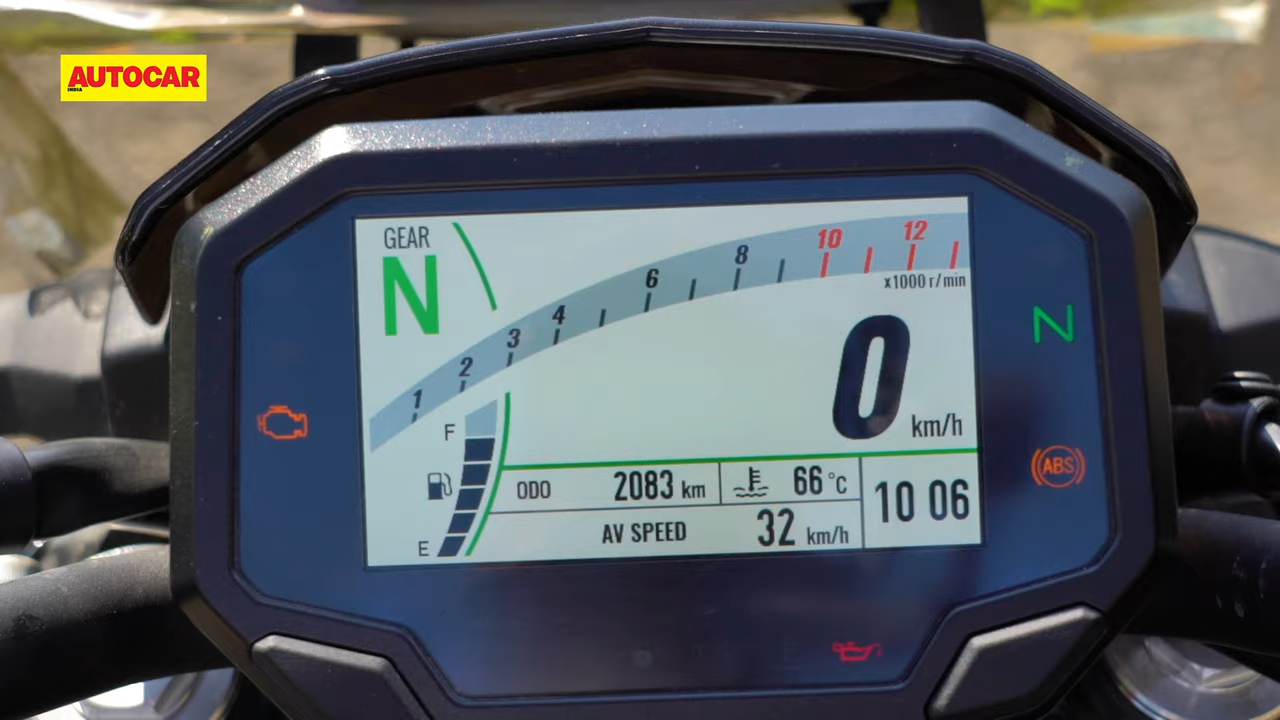 AUTOCAR
INDIA
GEAR
N
1 2 3 4 6 8 10 12
x1000 r/min
0 km/h
N
F
E
ODO 2083 km 66 °C
AV SPEED 32 km/h
10 06
ABS